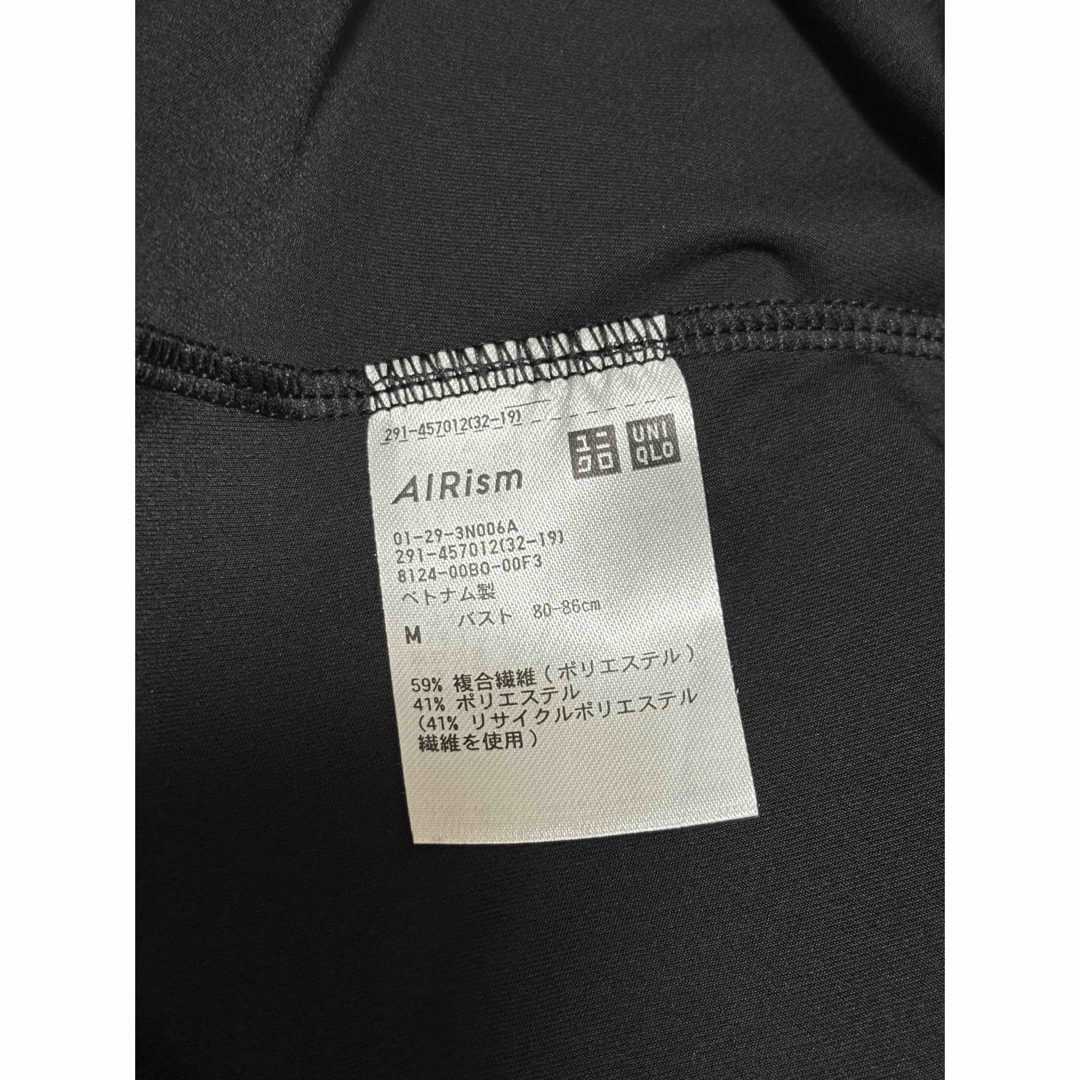 291-457012(32-19)
ユニクロ
UNIQLO
AIRism
01-29-3N006A
291-457012(32-19)
8124-00B0-00F3
ベトナム製
M バスト 80-86cm
59% 複合繊維(ポリエステル)
41% ポリエステル
(41% リサイクルポリエステル
繊維を使用)